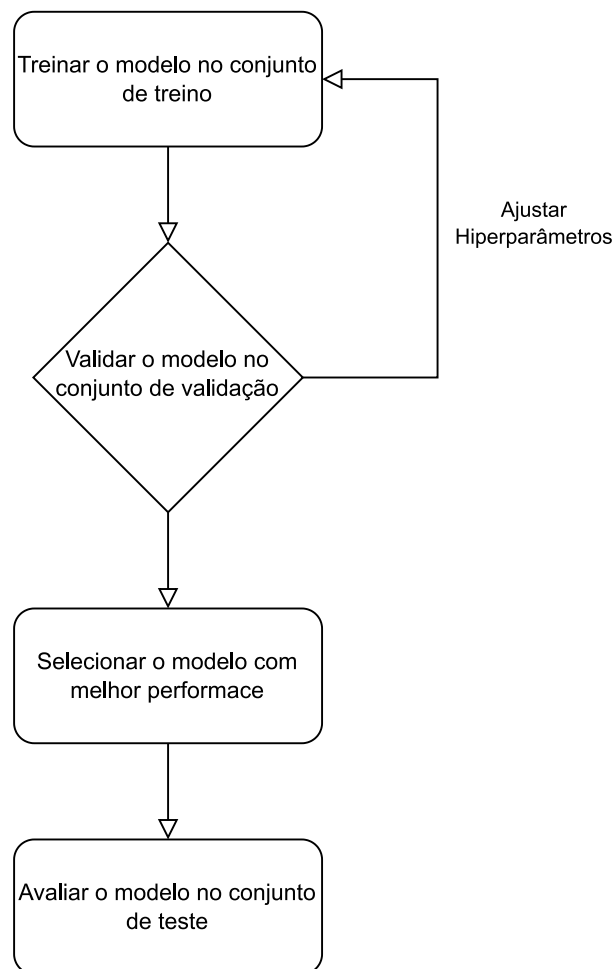 Treinar o modelo no conjunto
de treino
Ajustar
Hiperparâmetros
Validar o modelo no
conjunto de validação
Selecionar o modelo com
melhor performace
Avaliar o modelo no conjunto
de teste